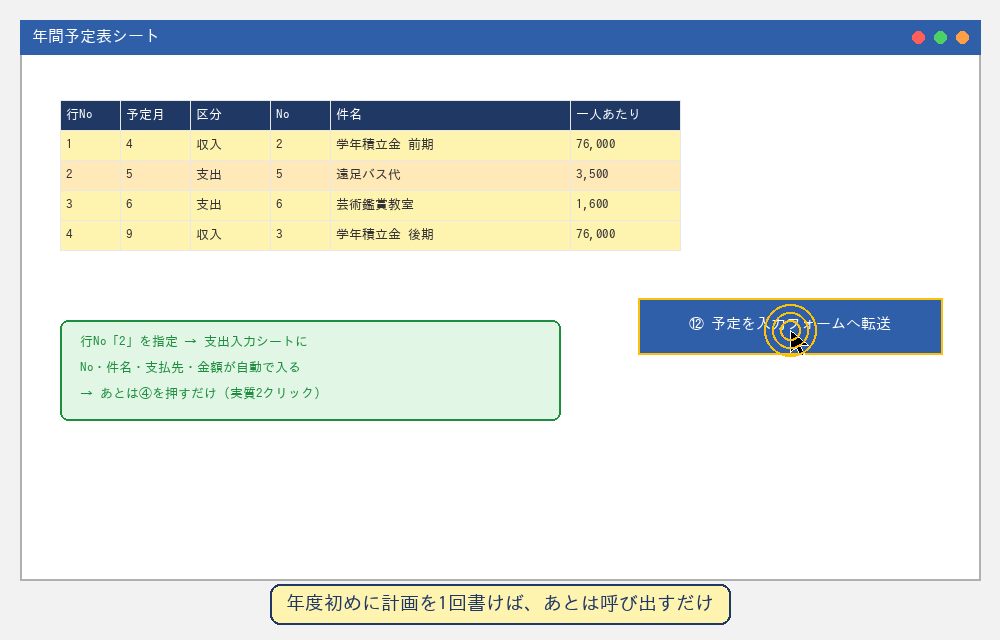 年間予定表シート
行No 予定月 区分 No 件名 一人あたり
1 4 収入 2 学年積立金 前期 76,000
2 5 支出 5 遠足バス代 3,500
3 6 支出 6 芸術鑑賞教室 1,600
4 9 収入 3 学年積立金 後期 76,000
⑫ 予定を入力フォームへ転送
行No「2」を指定 → 支出入力シートに
No・件名・支払先・金額が自動で入る
→ あとは④を押すだけ（実質2クリック）
年度初めに計画を1回書けば、あとは呼び出すだけ